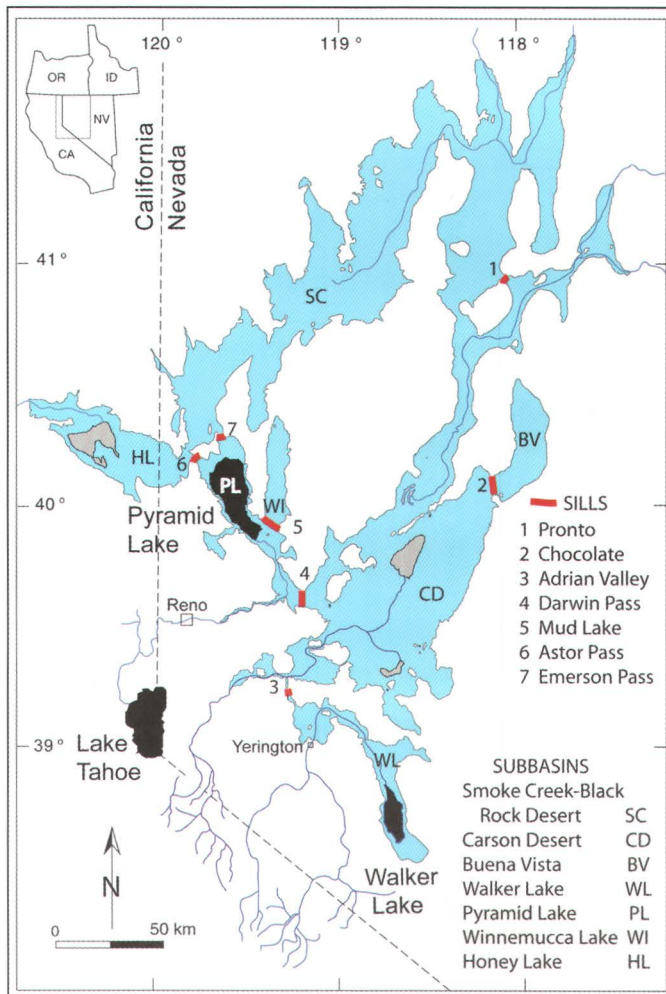 120 °
119 °
118 °
OR
ID
NV
CA
California
Nevada
41 °
1
SC
BV
7
HL
6
PL
WI
2
SILLS
40 °
Pyramid
Lake
5
1 Pronto
2 Chocolate
4
CD
3 Adrian Valley
4 Darwin Pass
Reno
5 Mud Lake
6 Astor Pass
3
7 Emerson Pass
39 °
Lake
Tahoe
Yerington
WL
SUBBASINS
Smoke Creek-Black
Rock Desert SC
Carson Desert CD
Buena Vista BV
Walker Lake WL
Pyramid Lake PL
Winnemucca Lake WI
Honey Lake HL
Walker
Lake
N
0 50 km